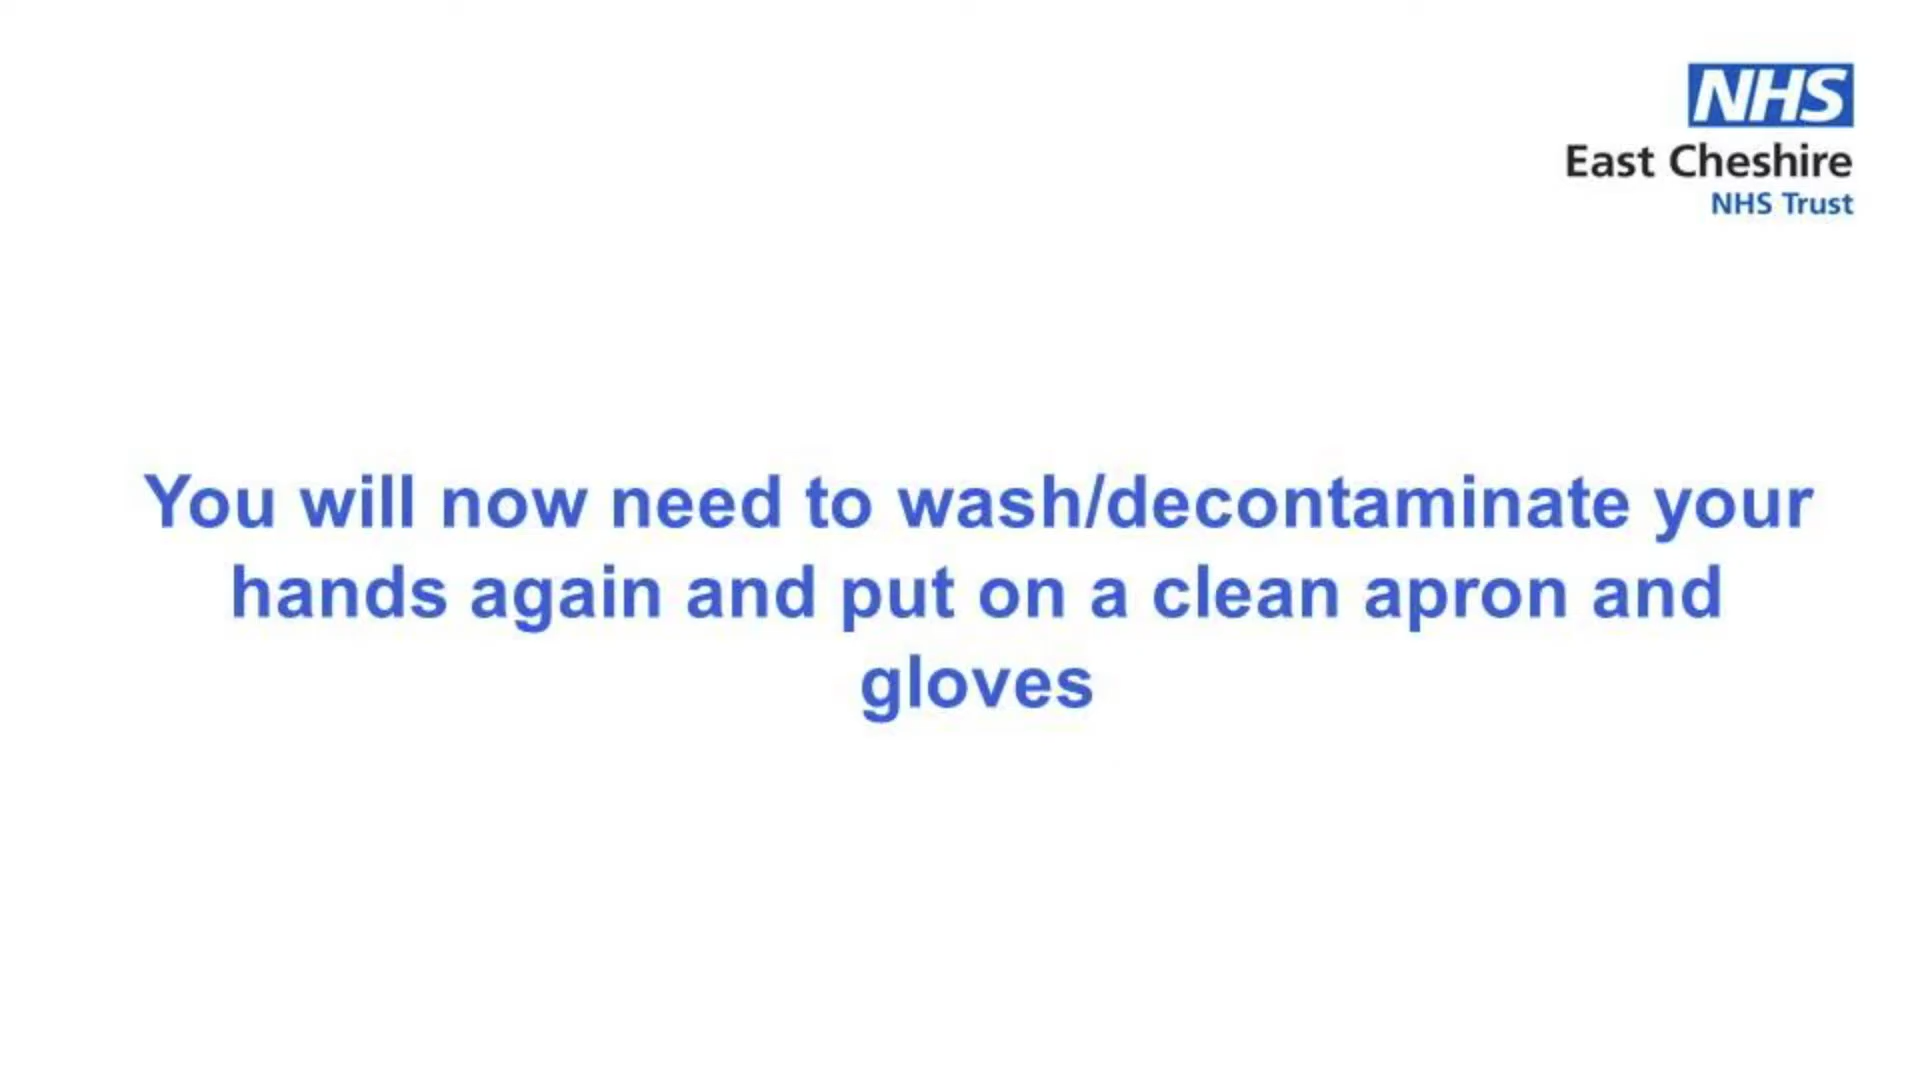 NHS
East Cheshire
NHS Trust
You will now need to wash/decontaminate your
hands again and put on a clean apron and
gloves